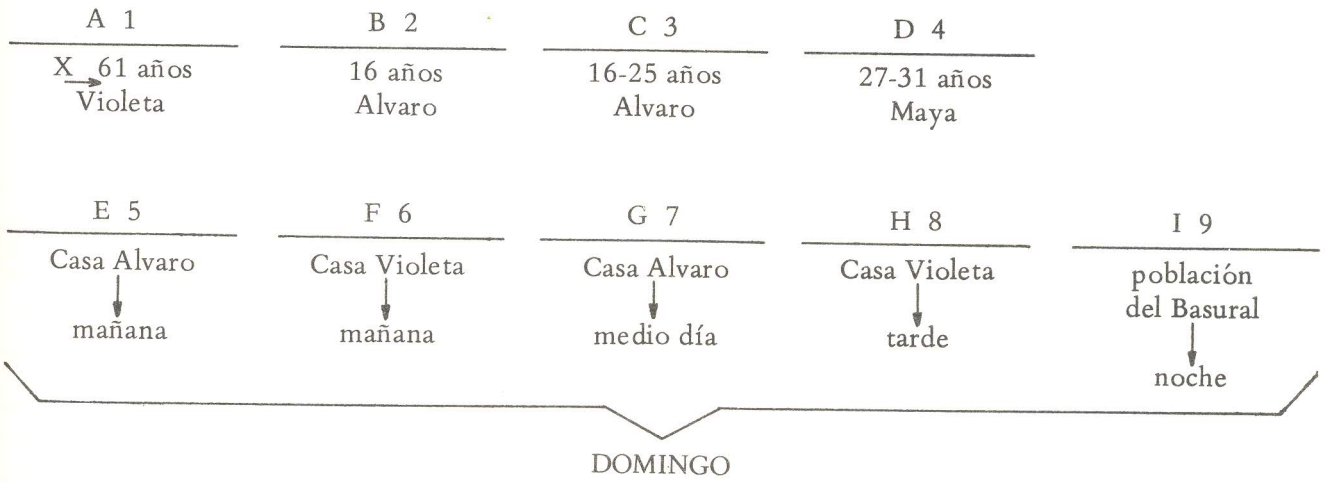 A 1
X 61 años
Violeta
B 2
16 años
Alvaro
C 3
16-25 años
Alvaro
D 4
27-31 años
Maya
E 5
Casa Alvaro
mañana
F 6
Casa Violeta
mañana
G 7
Casa Alvaro
medio día
H 8
Casa Violeta
tarde
I 9
población
del Basural
noche
DOMINGO